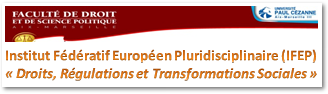 FACULTÉ DE DROIT
ET DE SCIENCE POLITIQUE
AIX-MARSEILLE
UNIVERSITÉ
PAUL CÉZANNE
Aix-Marseille III
Institut Fédératif Européen Pluridisciplinaire (IFEP)
« Droits, Régulations et Transformations Sociales »